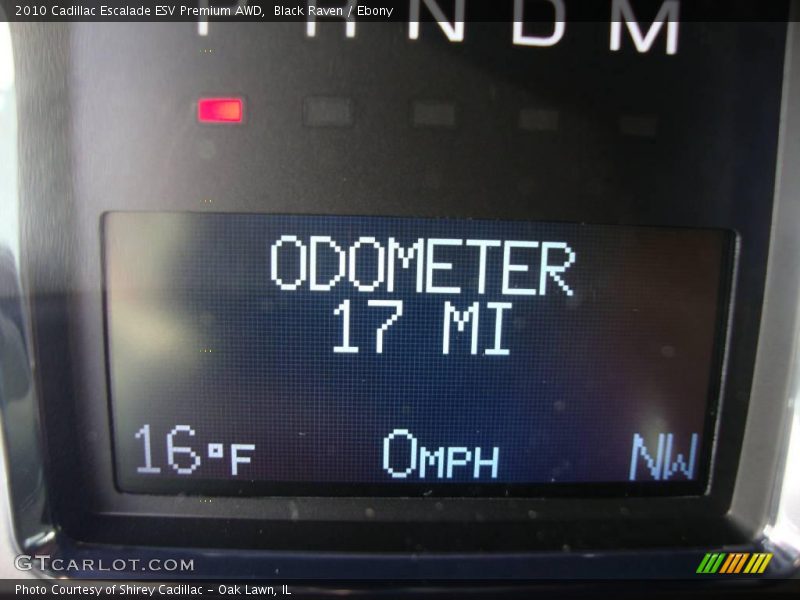 2010 Cadillac Escalade ESV Premium AWD, Black Raven / Ebony
P R N D M
ODOMETER
17 MI
16°F 0MPH NW
GTCARLOT.COM
Photo Courtesy of Shirey Cadillac - Oak Lawn, IL